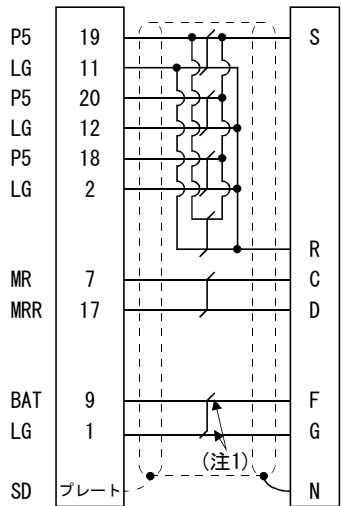 P5 19 S
LG 11
P5 20
LG 12
P5 18
LG 2
R
MR 7 C
MRR 17 D
BAT 9 F
LG 1 G
(注1)
SD プレート N